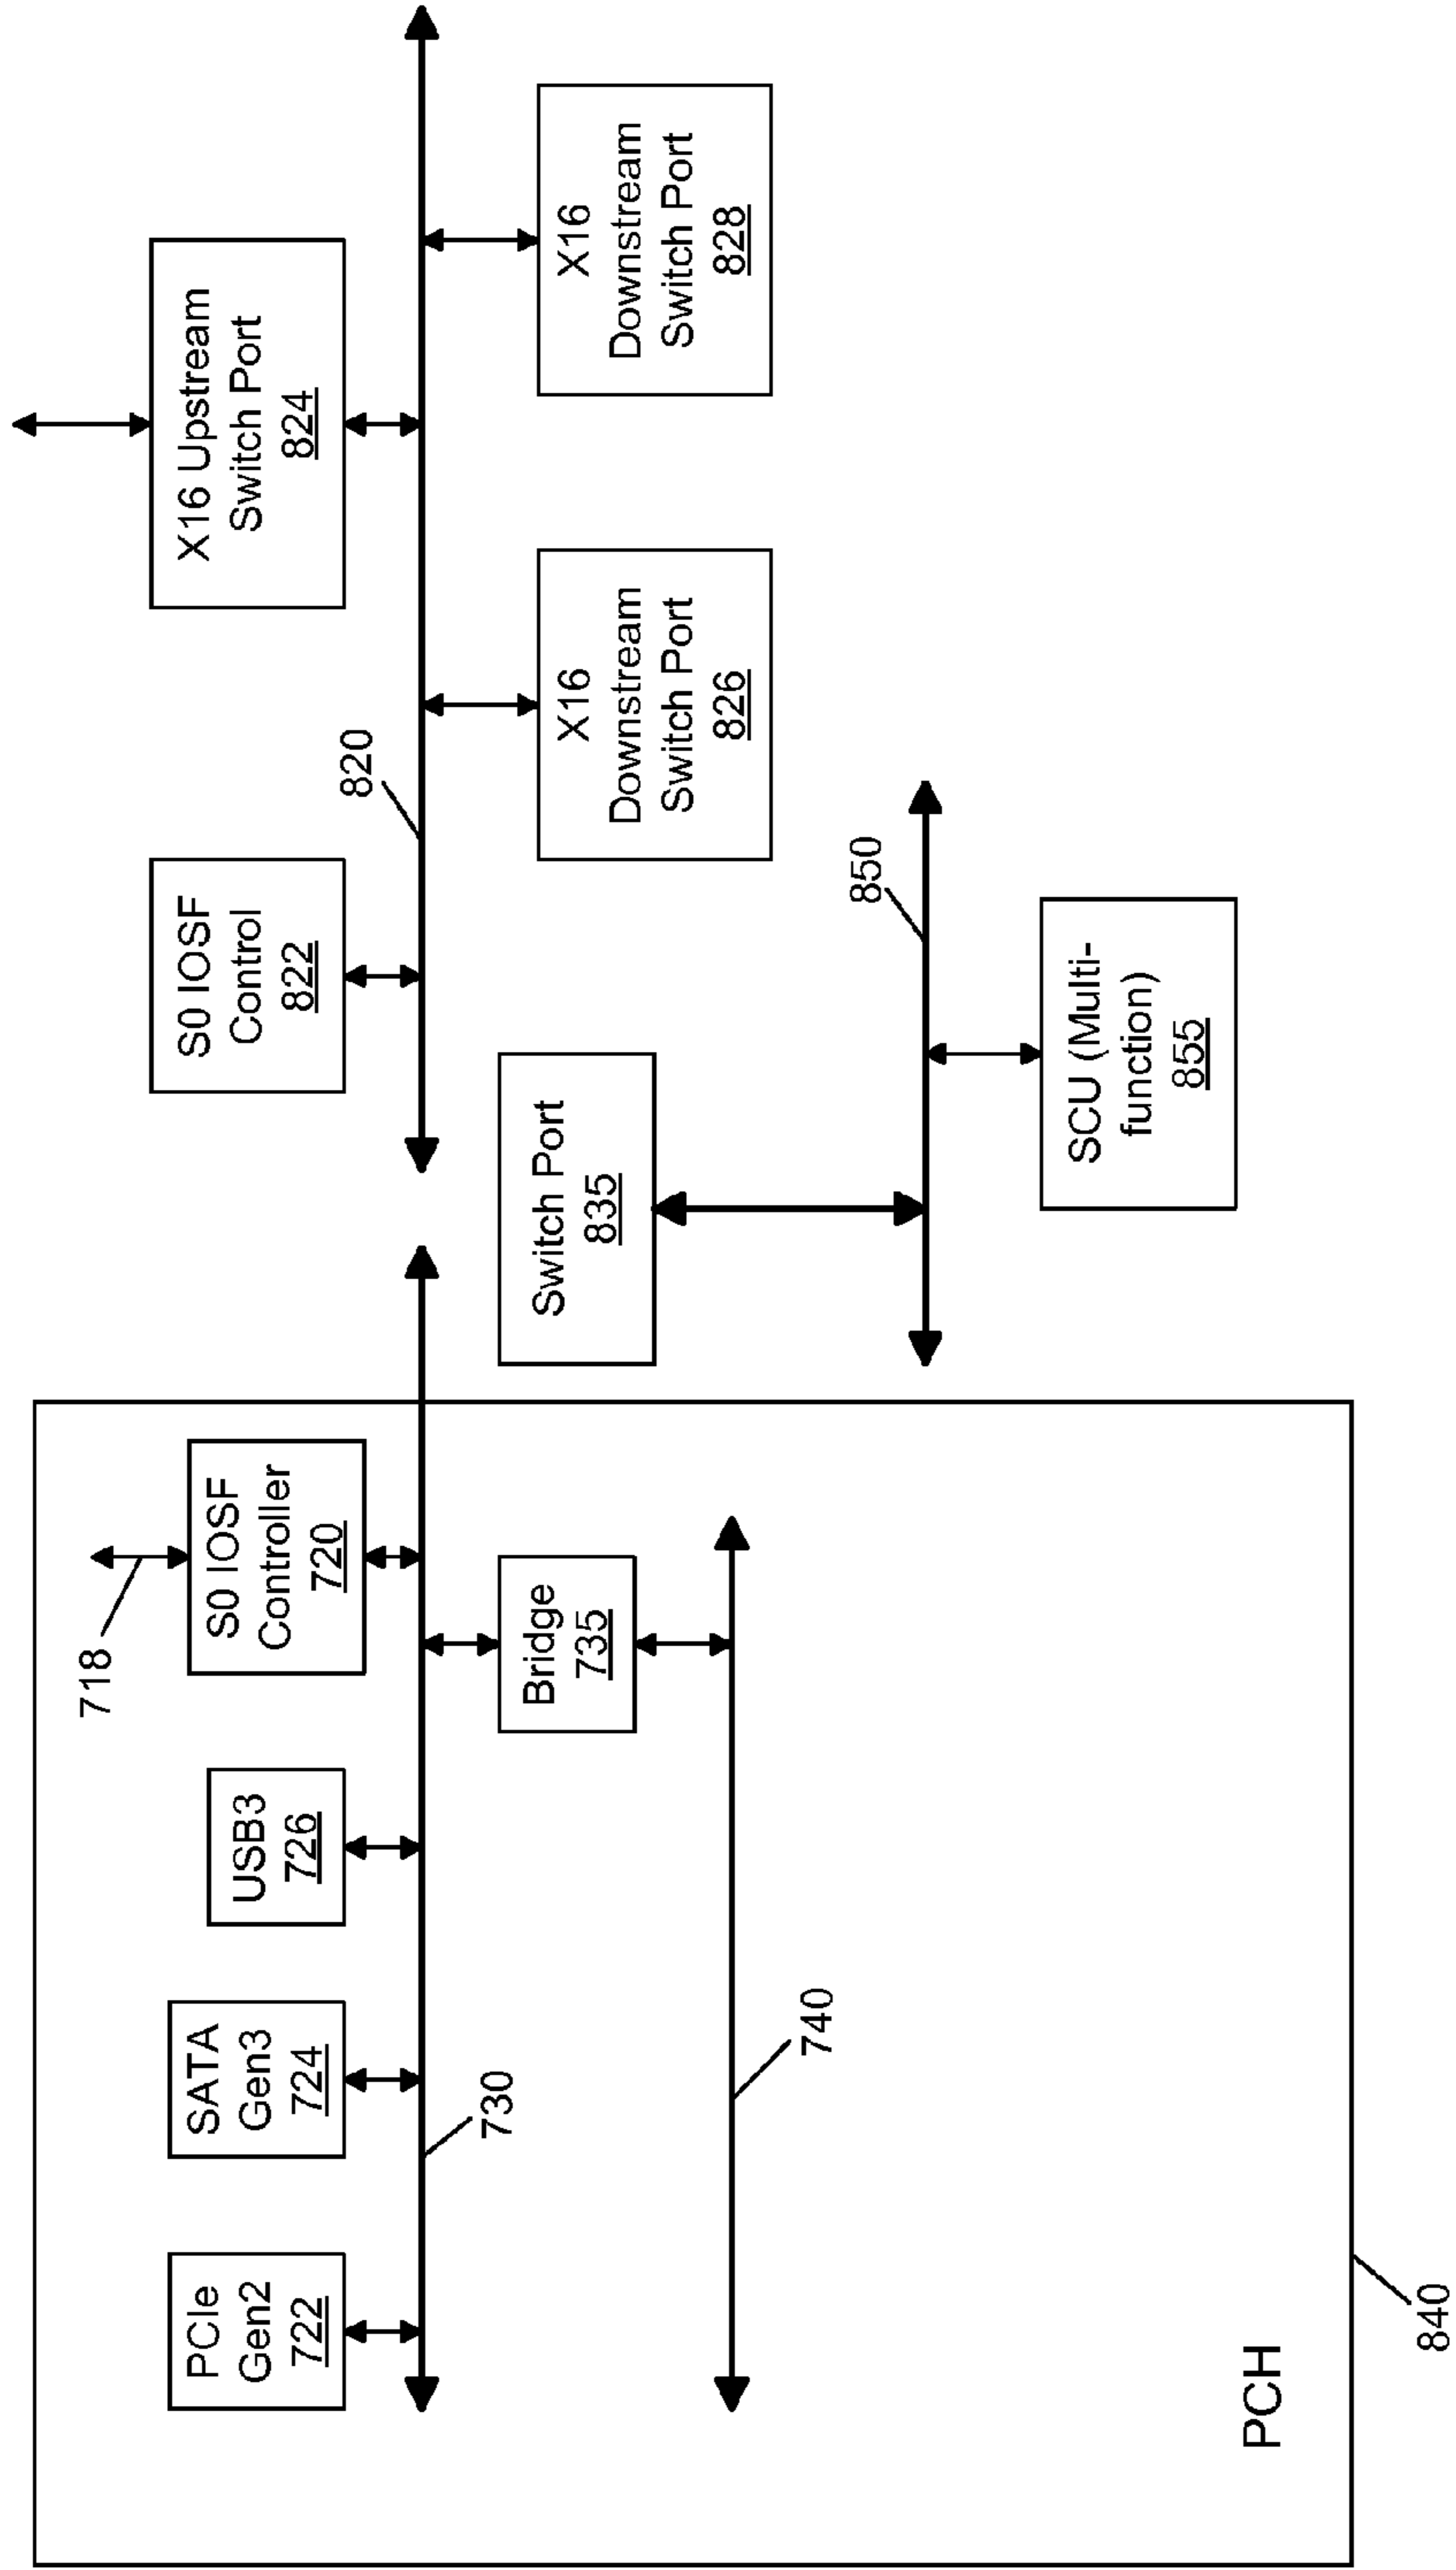 718
PCIe
Gen2
722
SATA
Gen3
724
USB3
726
S0 IOSF
Controller
720
730
Bridge
735
740
PCH
840
S0 IOSF
Control
822
820
X16 Upstream
Switch Port
824
X16
Downstream
Switch Port
826
X16
Downstream
Switch Port
828
Switch Port
835
850
SCU (Multi-
function)
855